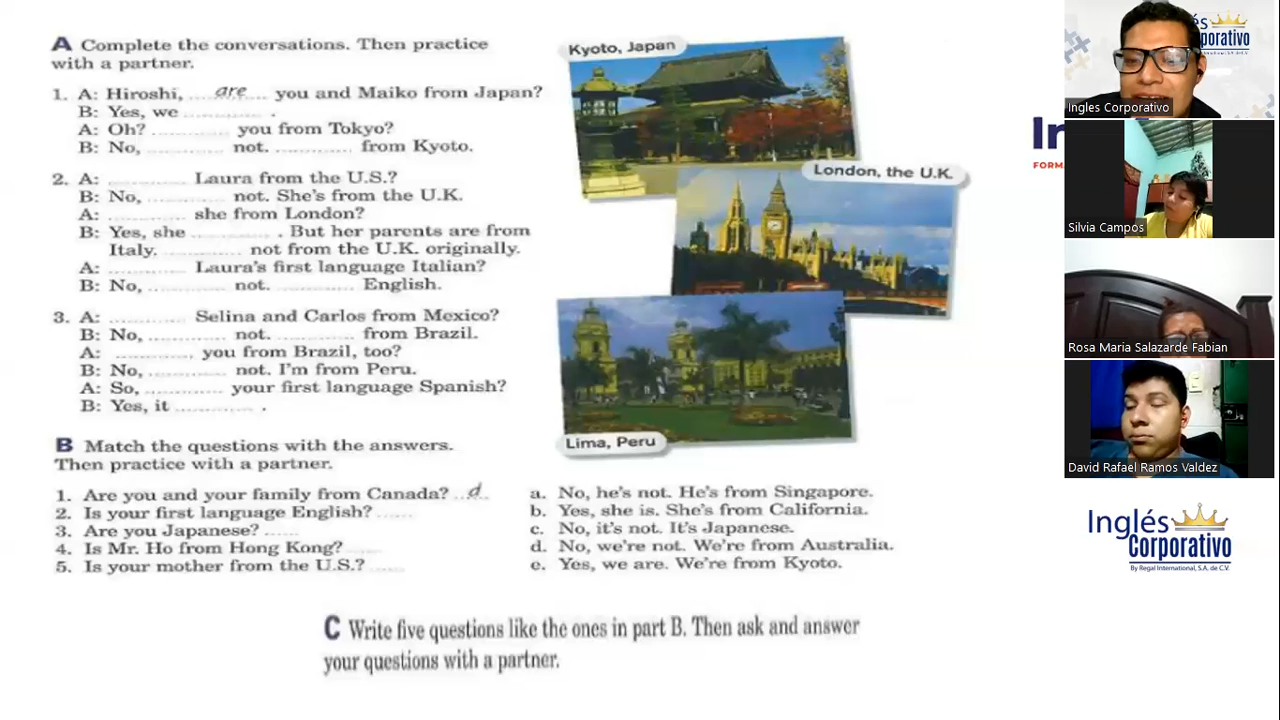 A Complete the conversations. Then practice
with a partner.
1. A: Hiroshi, are you and Maiko from Japan?
B: Yes, we ............ .
A: Oh? ............ you from Tokyo?
B: No, ............ not. ............ from Kyoto.
2. A: ............ Laura from the U.S.?
B: No, ............ not. She's from the U.K.
A: ............ she from London?
B: Yes, she ............ . But her parents are from
Italy. ............ not from the U.K. originally.
A: ............ Laura's first language Italian?
B: No, ............ not. ............ English.
3. A: ............ Selina and Carlos from Mexico?
B: No, ............ not. ............ from Brazil.
A: ............ you from Brazil, too?
B: No, ............ not. I'm from Peru.
A: So, ............ your first language Spanish?
B: Yes, it ............ .
Kyoto, Japan
London, the U.K.
Lima, Peru
B Match the questions with the answers.
Then practice with a partner.
1. Are you and your family from Canada? ..d..
2. Is your first language English? ......
3. Are you Japanese? ......
4. Is Mr. Ho from Hong Kong? ......
5. Is your mother from the U.S.? ......
a. No, he's not. He's from Singapore.
b. Yes, she is. She's from California.
c. No, it's not. It's Japanese.
d. No, we're not. We're from Australia.
e. Yes, we are. We're from Kyoto.
C Write five questions like the ones in part B. Then ask and answer
your questions with a partner.
Ingles Corporativo
Silvia Campos
Rosa Maria Salazarde Fabian
David Rafael Ramos Valdez
Inglés
Corporativo
By Regal International, S.A. de C.V.